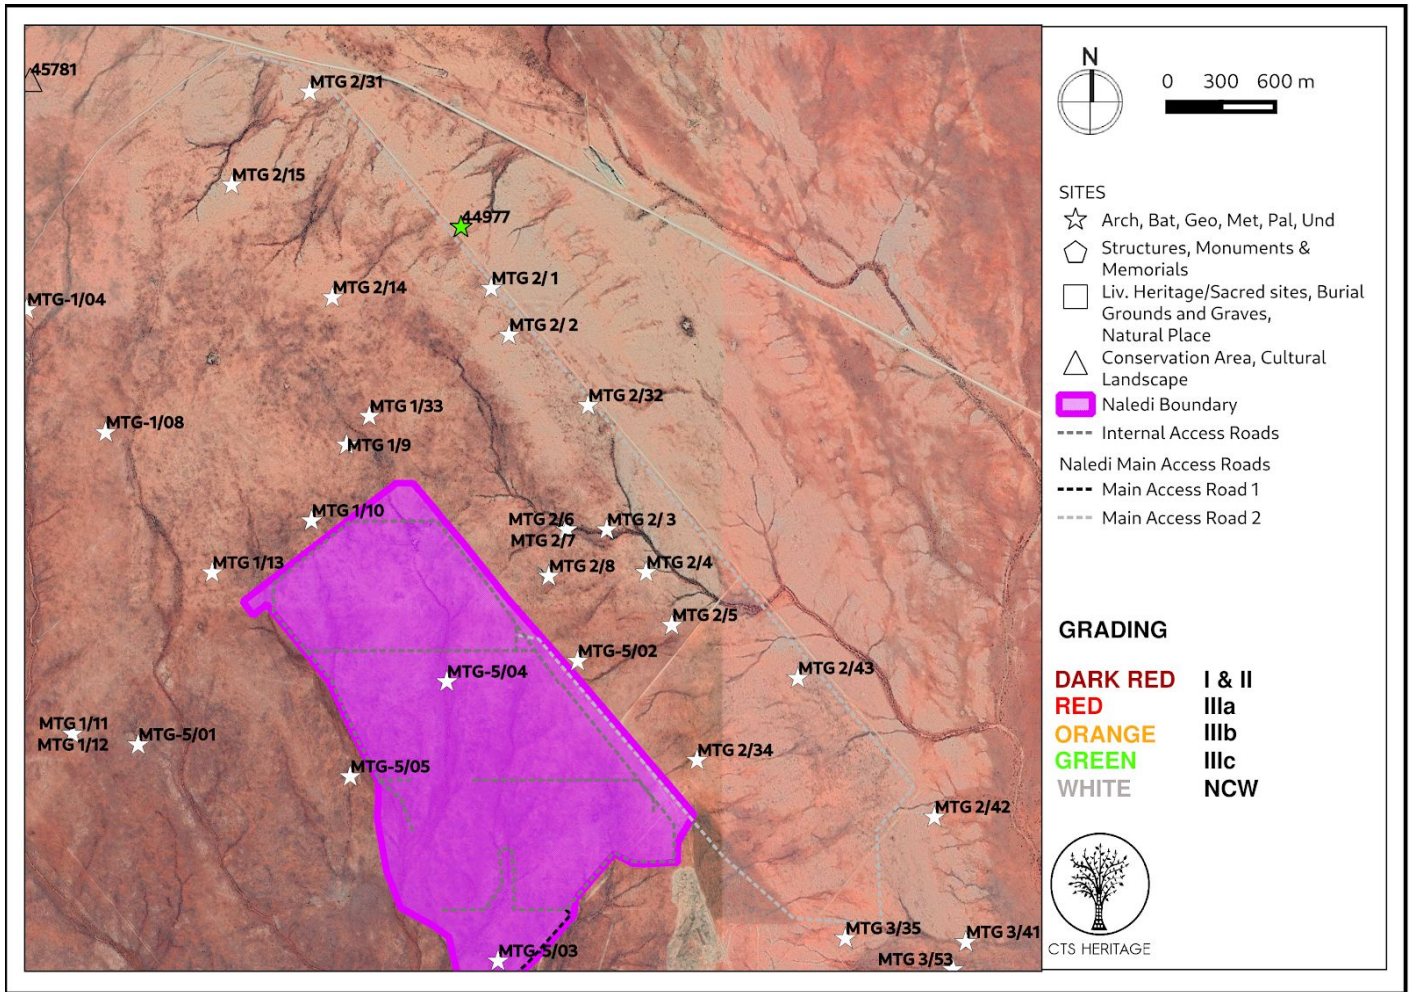 45781
MTG 2/31
MTG 2/15
44977
MTG 2/ 1
MTG 2/14
MTG-1/04
MTG 2/ 2
MTG 2/32
MTG 1/33
MTG-1/08
MTG 1/9
MTG 1/10
MTG 2/6
MTG 2/ 3
MTG 2/7
MTG 1/13
MTG 2/8
MTG 2/4
MTG 2/5
MTG-5/02
MTG-5/04
MTG 2/43
MTG 1/11
MTG 1/12
MTG-5/01
MTG 2/34
MTG-5/05
MTG 2/42
MTG 3/35
MTG 3/41
MTG-5/03
MTG 3/53
N
0 300 600 m
SITES
Arch, Bat, Geo, Met, Pal, Und
Structures, Monuments &
Memorials
Liv. Heritage/Sacred sites, Burial
Grounds and Graves,
Natural Place
Conservation Area, Cultural
Landscape
Naledi Boundary
Internal Access Roads
Naledi Main Access Roads
Main Access Road 1
Main Access Road 2
GRADING
DARK RED I & II
RED IIIa
ORANGE IIIb
GREEN IIIc
WHITE NCW
CTS HERITAGE